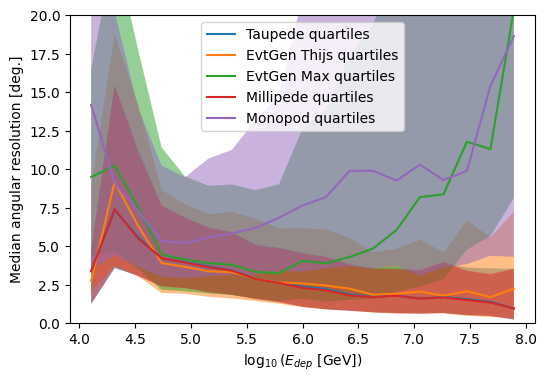 20.0
17.5
15.0
12.5
10.0
7.5
5.0
2.5
0.0
Median angular resolution [deg.]
Taupede quartiles
EvtGen Thijs quartiles
EvtGen Max quartiles
Millipede quartiles
Monopod quartiles
4.0 4.5 5.0 5.5 6.0 6.5 7.0 7.5 8.0
log₁₀ (E_dep [GeV])